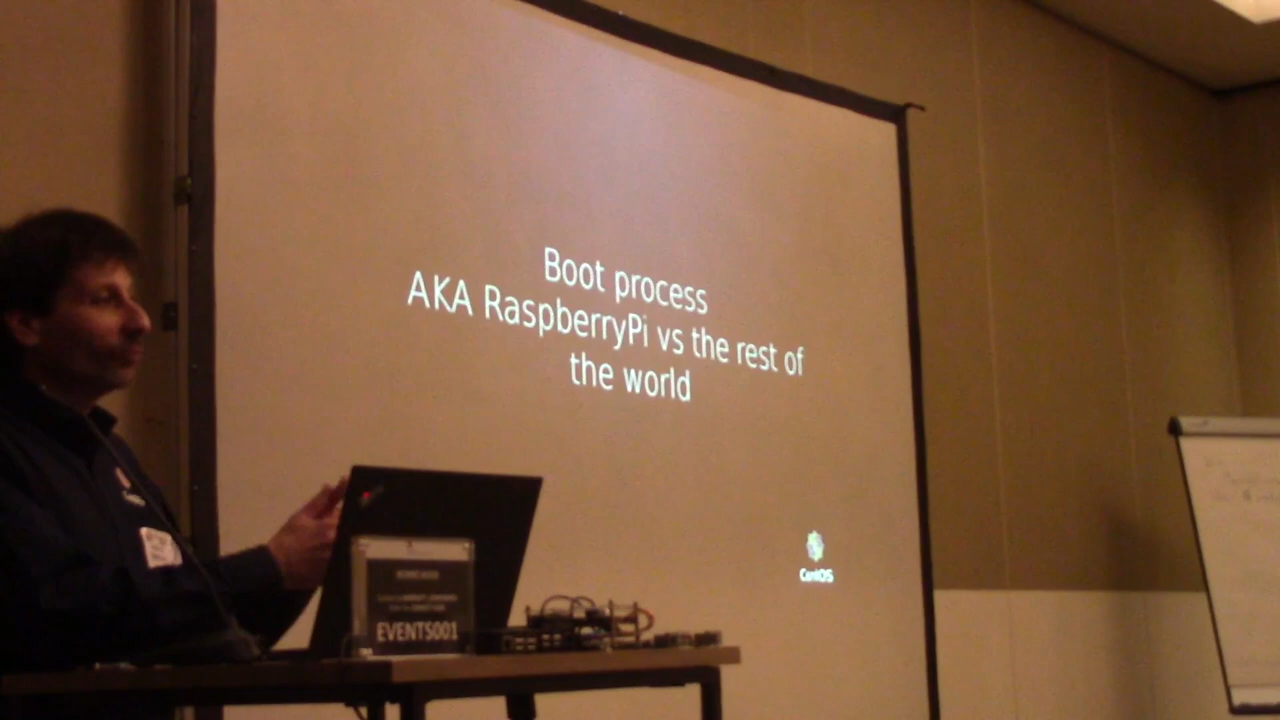 Boot process
AKA RaspberryPi vs the rest of
the world
CentOS
EVENTS001